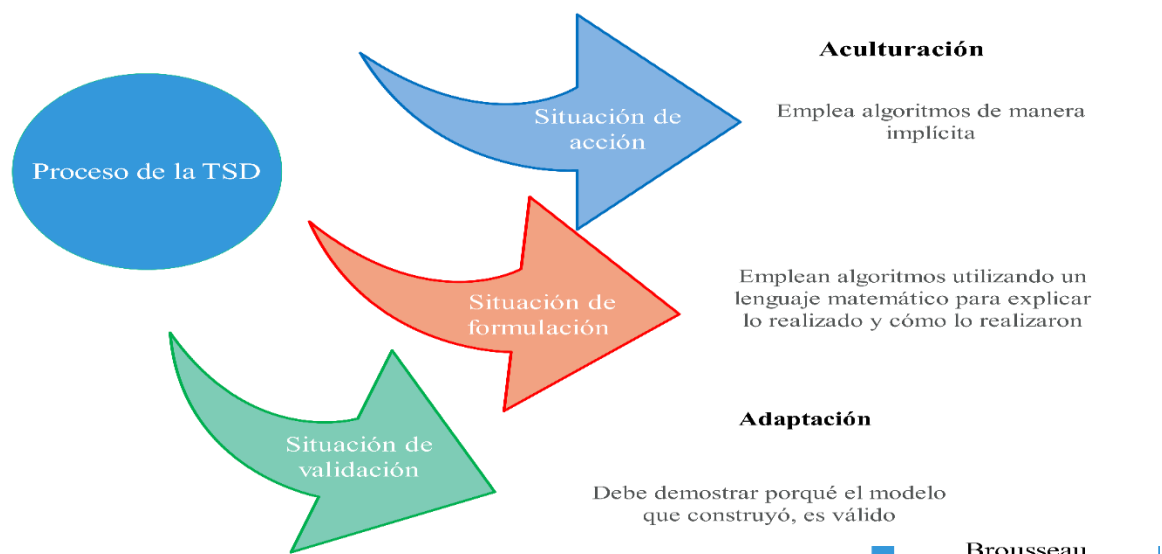 Proceso de la TSD
Situación de
acción
Aculturación
Emplea algoritmos de manera
implícita
Situación de
formulación
Emplean algoritmos utilizando un
lenguaje matemático para explicar
lo realizado y cómo lo realizaron
Situación de
validación
Adaptación
Debe demostrar porqué el modelo
que construyó, es válido
Brousseau